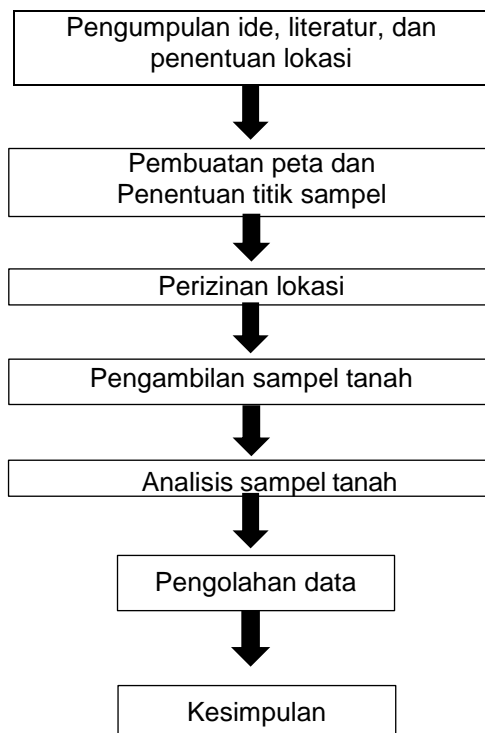 Pengumpulan ide, literatur, dan
penentuan lokasi
Pembuatan peta dan
Penentuan titik sampel
Perizinan lokasi
Pengambilan sampel tanah
Analisis sampel tanah
Pengolahan data
Kesimpulan